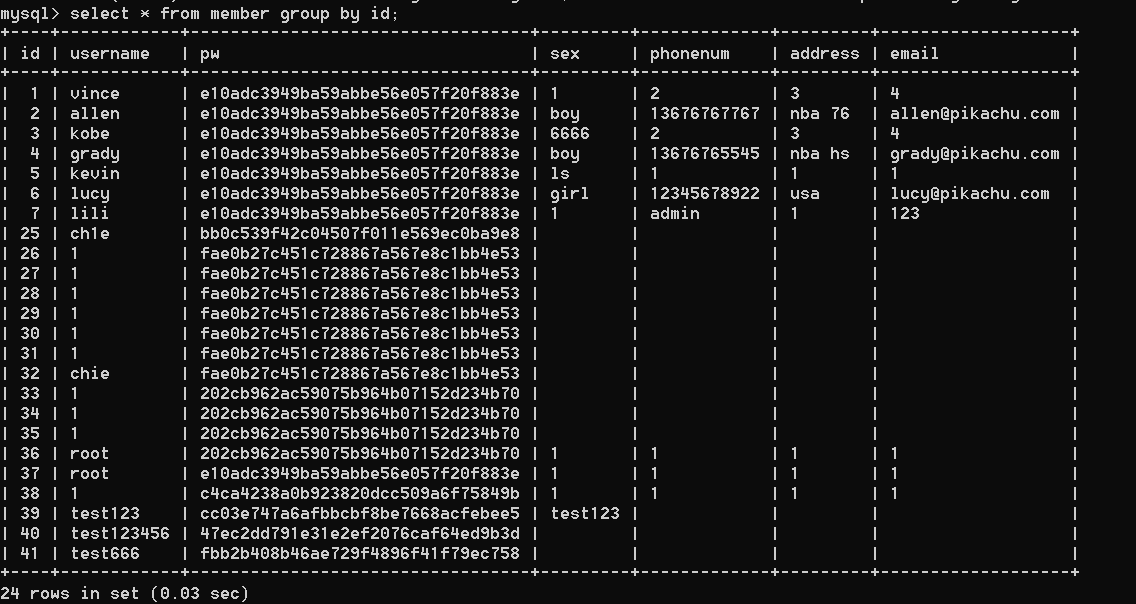 mysql> select * from member group by id;
+----+------------+----------------------------------+---------+-------------+---------+-------------------+
| id | username   | pw                               | sex     | phonenum    | address | email             |
+----+------------+----------------------------------+---------+-------------+---------+-------------------+
|  1 | vince      | e10adc3949ba59abbe56e057f20f883e | 1       | 2           | 3       | 4                 |
|  2 | allen      | e10adc3949ba59abbe56e057f20f883e | boy     | 13676767767 | nba 76  | allen@pikachu.com |
|  3 | kobe       | e10adc3949ba59abbe56e057f20f883e | 6666    | 2           | 3       | 4                 |
|  4 | grady      | e10adc3949ba59abbe56e057f20f883e | boy     | 13676765545 | nba hs  | grady@pikachu.com |
|  5 | kevin      | e10adc3949ba59abbe56e057f20f883e | ls      | 1           | 1       | 1                 |
|  6 | lucy       | e10adc3949ba59abbe56e057f20f883e | girl    | 12345678922 | usa     | lucy@pikachu.com  |
|  7 | lili       | e10adc3949ba59abbe56e057f20f883e | 1       | admin       | 1       | 123               |
| 25 | ch1e       | bb0c539f42c04507f011e569ec0ba9e8 |         |             |         |                   |
| 26 | 1          | fae0b27c451c728867a567e8c1bb4e53 |         |             |         |                   |
| 27 | 1          | fae0b27c451c728867a567e8c1bb4e53 |         |             |         |                   |
| 28 | 1          | fae0b27c451c728867a567e8c1bb4e53 |         |             |         |                   |
| 29 | 1          | fae0b27c451c728867a567e8c1bb4e53 |         |             |         |                   |
| 30 | 1          | fae0b27c451c728867a567e8c1bb4e53 |         |             |         |                   |
| 31 | 1          | fae0b27c451c728867a567e8c1bb4e53 |         |             |         |                   |
| 32 | chie       | fae0b27c451c728867a567e8c1bb4e53 |         |             |         |                   |
| 33 | 1          | 202cb962ac59075b964b07152d234b70 |         |             |         |                   |
| 34 | 1          | 202cb962ac59075b964b07152d234b70 |         |             |         |                   |
| 35 | 1          | 202cb962ac59075b964b07152d234b70 |         |             |         |                   |
| 36 | root       | 202cb962ac59075b964b07152d234b70 | 1       | 1           | 1       | 1                 |
| 37 | root       | e10adc3949ba59abbe56e057f20f883e | 1       | 1           | 1       | 1                 |
| 38 | 1          | c4ca4238a0b923820dcc509a6f75849b | 1       | 1           | 1       | 1                 |
| 39 | test123    | cc03e747a6afbbcbf8be7668acfebee5 | test123 |             |         |                   |
| 40 | test123456 | 47ec2dd791e31e2ef2076caf64ed9b3d |         |             |         |                   |
| 41 | test666    | fbb2b408b46ae729f4896f41f79ec758 |         |             |         |                   |
+----+------------+----------------------------------+---------+-------------+---------+-------------------+
24 rows in set (0.03 sec)